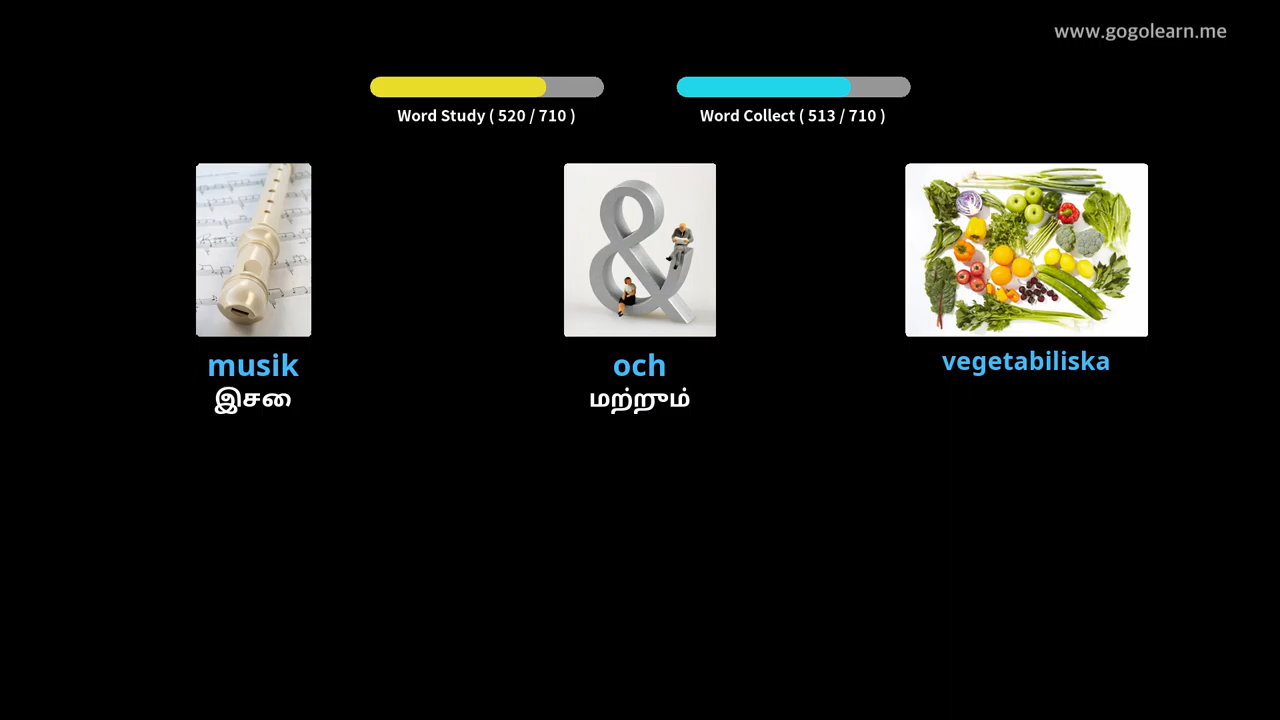 www.gogolearn.me
Word Study ( 520 / 710 )
Word Collect ( 513 / 710 )
musik
இசை
och
மற்றும்
vegetabiliska